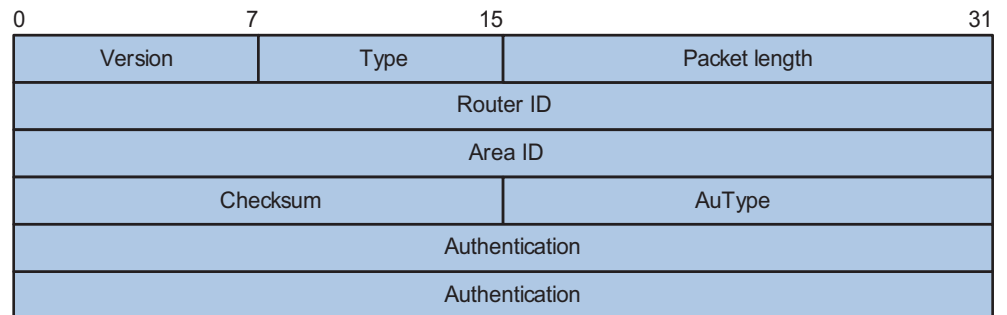 0 7 15 31
Version Type Packet length
Router ID
Area ID
Checksum AuType
Authentication
Authentication